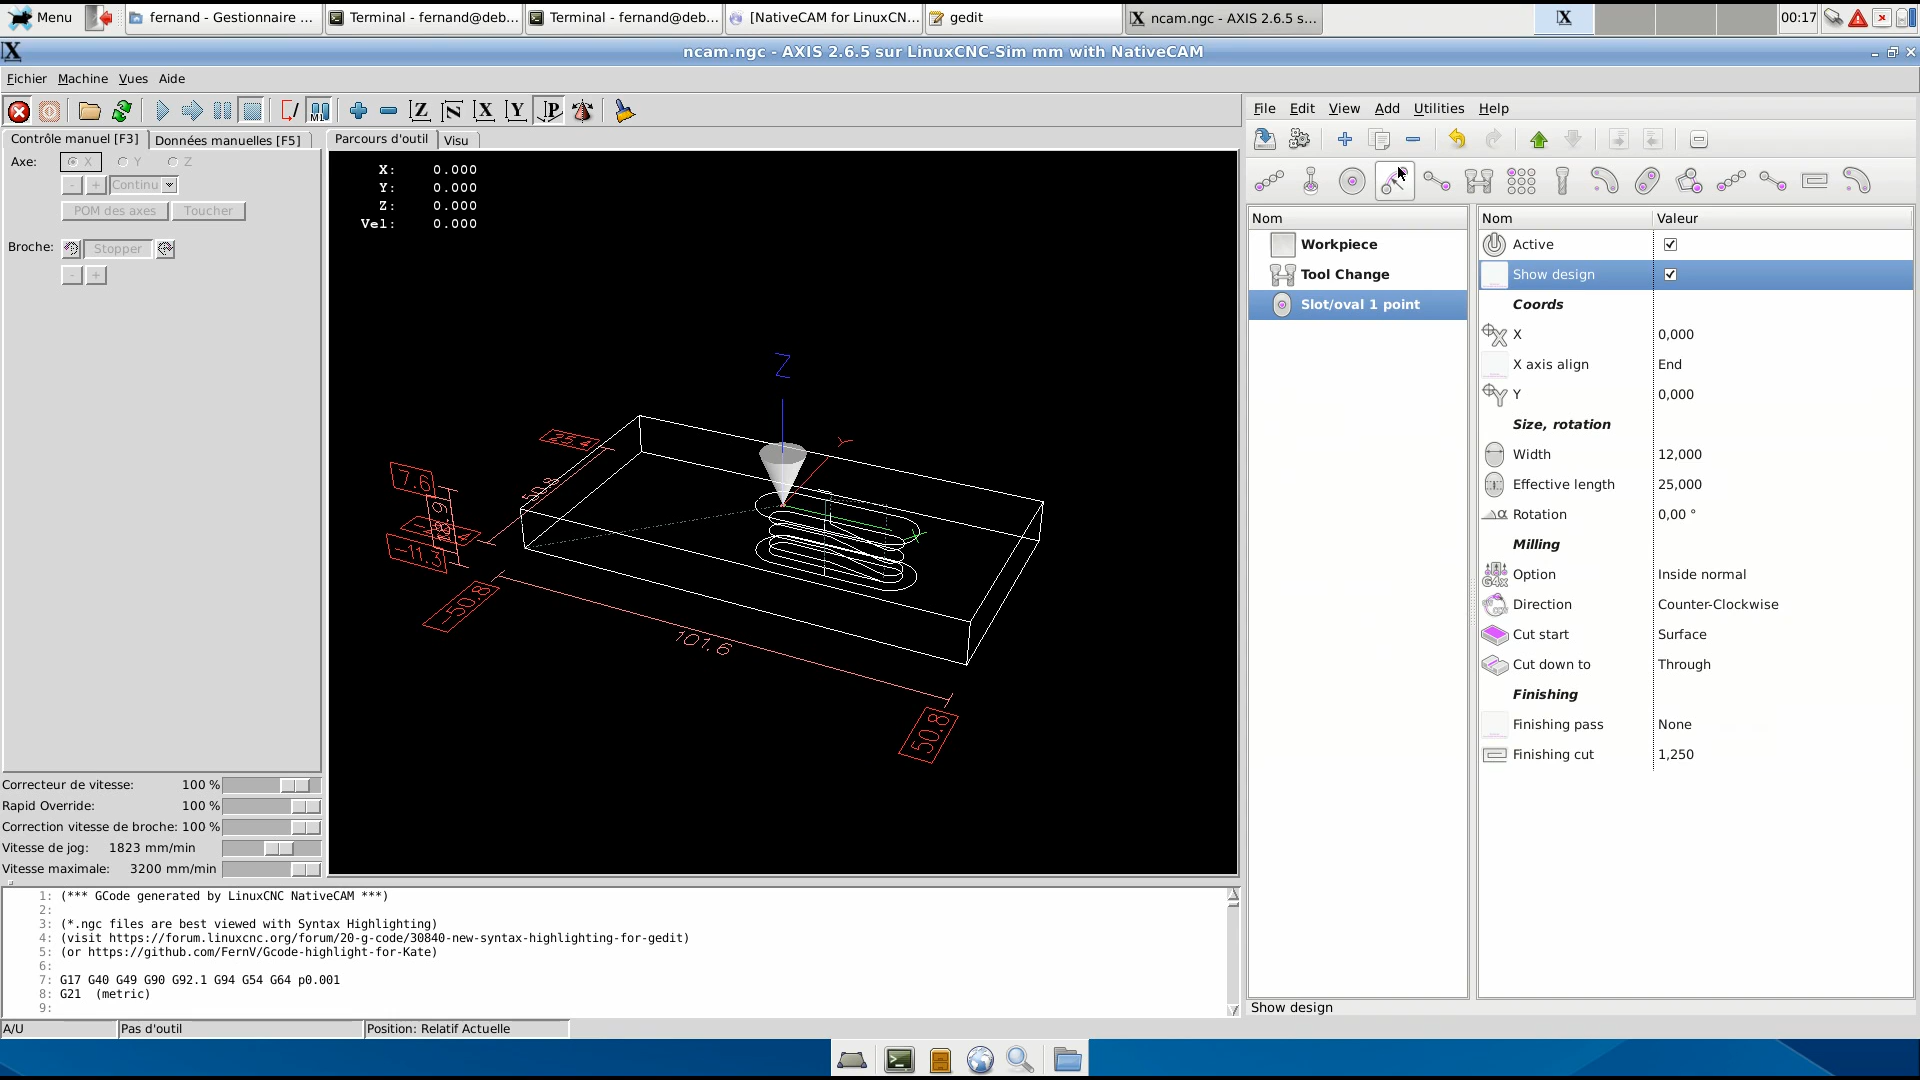 Menu
fernand - Gestionnaire ...
Terminal - fernand@deb...
Terminal - fernand@deb...
[NativeCAM for LinuxCN...
gedit
ncam.ngc - AXIS 2.6.5 s...
00:17
ncam.ngc - AXIS 2.6.5 sur LinuxCNC-Sim mm with NativeCAM
Fichier Machine Vues Aide
Contrôle manuel [F3]
Données manuelles [F5]
Axe: X Y Z
- + Continu
POM des axes Toucher
Broche: Stopper
- +
Parcours d'outil
Visu
X: 0.000
Y: 0.000
Z: 0.000
Vel: 0.000
Z
Y
25.4
7.6
50.8
-11.3
-50.8
101.6
50.8
Correcteur de vitesse: 100 %
Rapid Override: 100 %
Correction vitesse de broche: 100 %
Vitesse de jog: 1823 mm/min
Vitesse maximale: 3200 mm/min
1: (*** GCode generated by LinuxCNC NativeCAM ***)
2:
3: (*.ngc files are best viewed with Syntax Highlighting)
4: (visit https://forum.linuxcnc.org/forum/20-g-code/30840-new-syntax-highlighting-for-gedit)
5: (or https://github.com/FernV/Gcode-highlight-for-Kate)
6:
7: G17 G40 G49 G90 G92.1 G94 G54 G64 p0.001
8: G21 (metric)
9:
A/U
Pas d'outil
Position: Relatif Actuelle
File Edit View Add Utilities Help
Nom
Workpiece
Tool Change
Slot/oval 1 point
Nom Valeur
Active
Show design
Coords
X 0,000
X axis align End
Y 0,000
Size, rotation
Width 12,000
Effective length 25,000
Rotation 0,00 °
Milling
Option Inside normal
Direction Counter-Clockwise
Cut start Surface
Cut down to Through
Finishing
Finishing pass None
Finishing cut 1,250
Show design